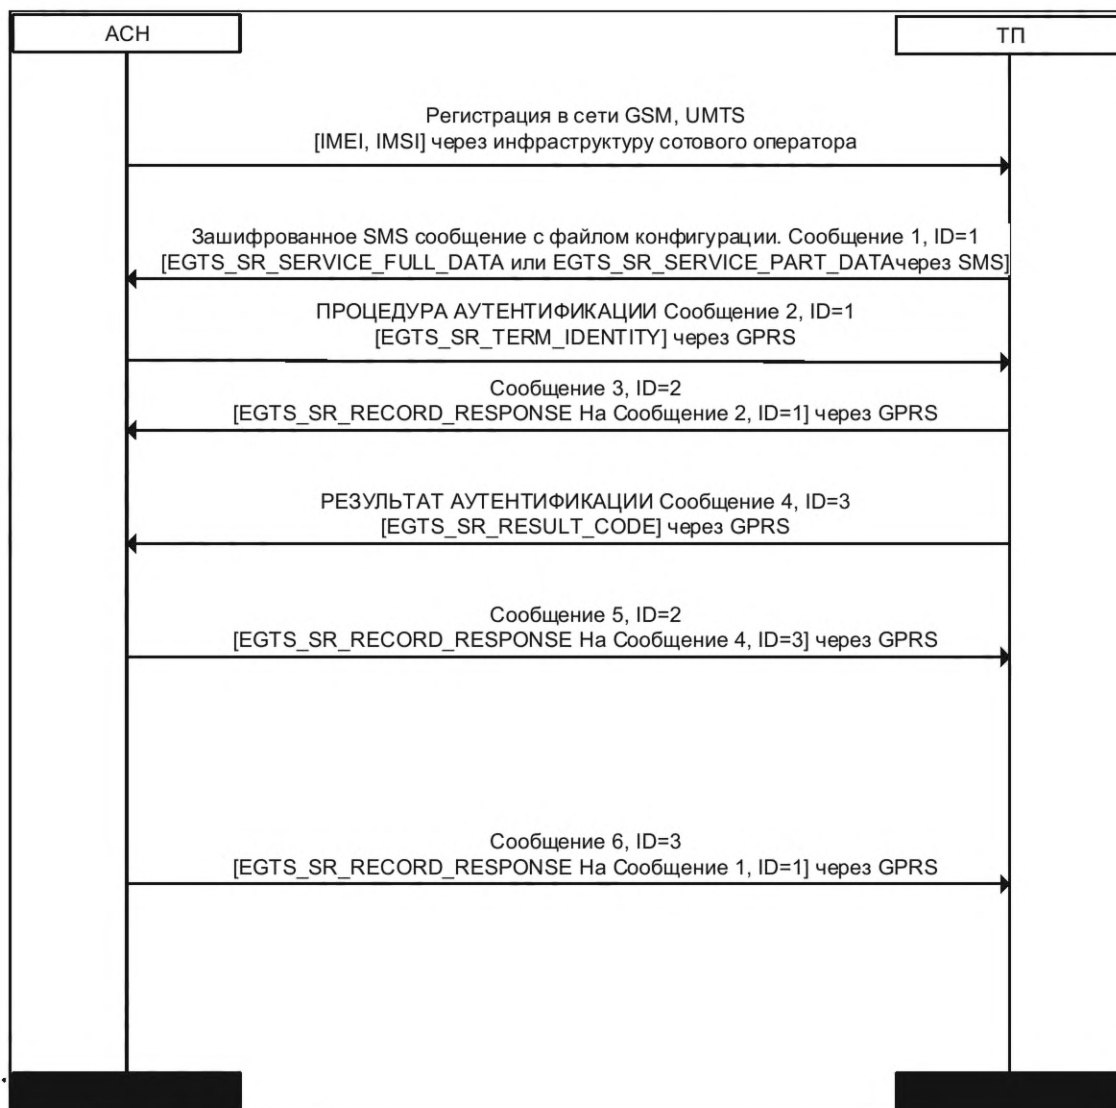 АСН
ТП
Регистрация в сети GSM, UMTS
[IMEI, IMSI] через инфраструктуру сотового оператора
Зашифрованное SMS сообщение с файлом конфигурации. Сообщение 1, ID=1
[EGTS_SR_SERVICE_FULL_DATA или EGTS_SR_SERVICE_PART_DATAчерез SMS]
ПРОЦЕДУРА АУТЕНТИФИКАЦИИ Сообщение 2, ID=1
[EGTS_SR_TERM_IDENTITY] через GPRS
Сообщение 3, ID=2
[EGTS_SR_RECORD_RESPONSE На Сообщение 2, ID=1] через GPRS
РЕЗУЛЬТАТ АУТЕНТИФИКАЦИИ Сообщение 4, ID=3
[EGTS_SR_RESULT_CODE] через GPRS
Сообщение 5, ID=2
[EGTS_SR_RECORD_RESPONSE На Сообщение 4, ID=3] через GPRS
Сообщение 6, ID=3
[EGTS_SR_RECORD_RESPONSE На Сообщение 1, ID=1] через GPRS